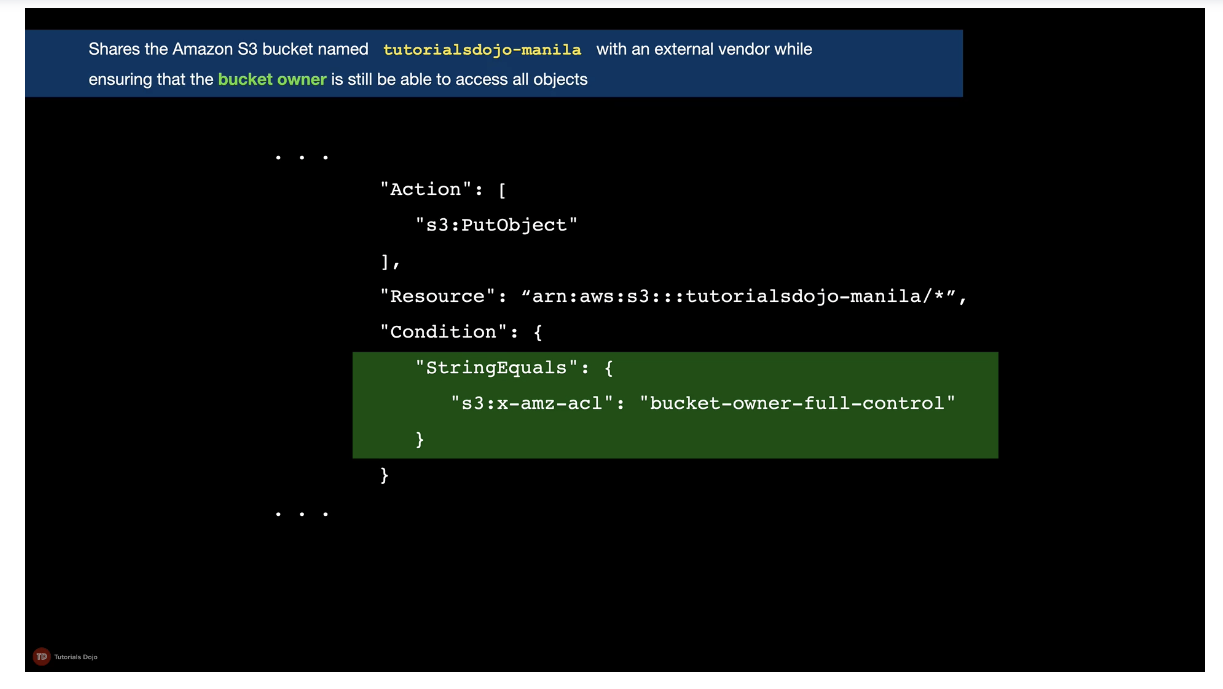 Shares the Amazon S3 bucket named tutorialsdojo-manila with an external vendor while
ensuring that the bucket owner is still be able to access all objects
. . .
"Action": [
"s3:PutObject"
],
"Resource": “arn:aws:s3:::tutorialsdojo-manila/*”,
"Condition": {
"StringEquals": {
"s3:x-amz-acl": "bucket-owner-full-control"
}
}
. . .
TD Tutorials Dojo